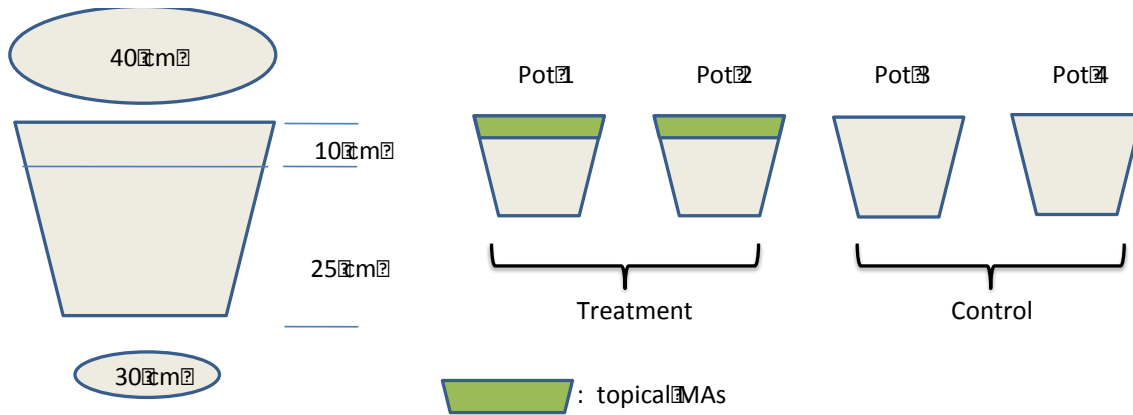 40 cm
Pot 1
Pot 2
Pot 3
Pot 4
10 cm
25 cm
Treatment
Control
30 cm
: topical MAs